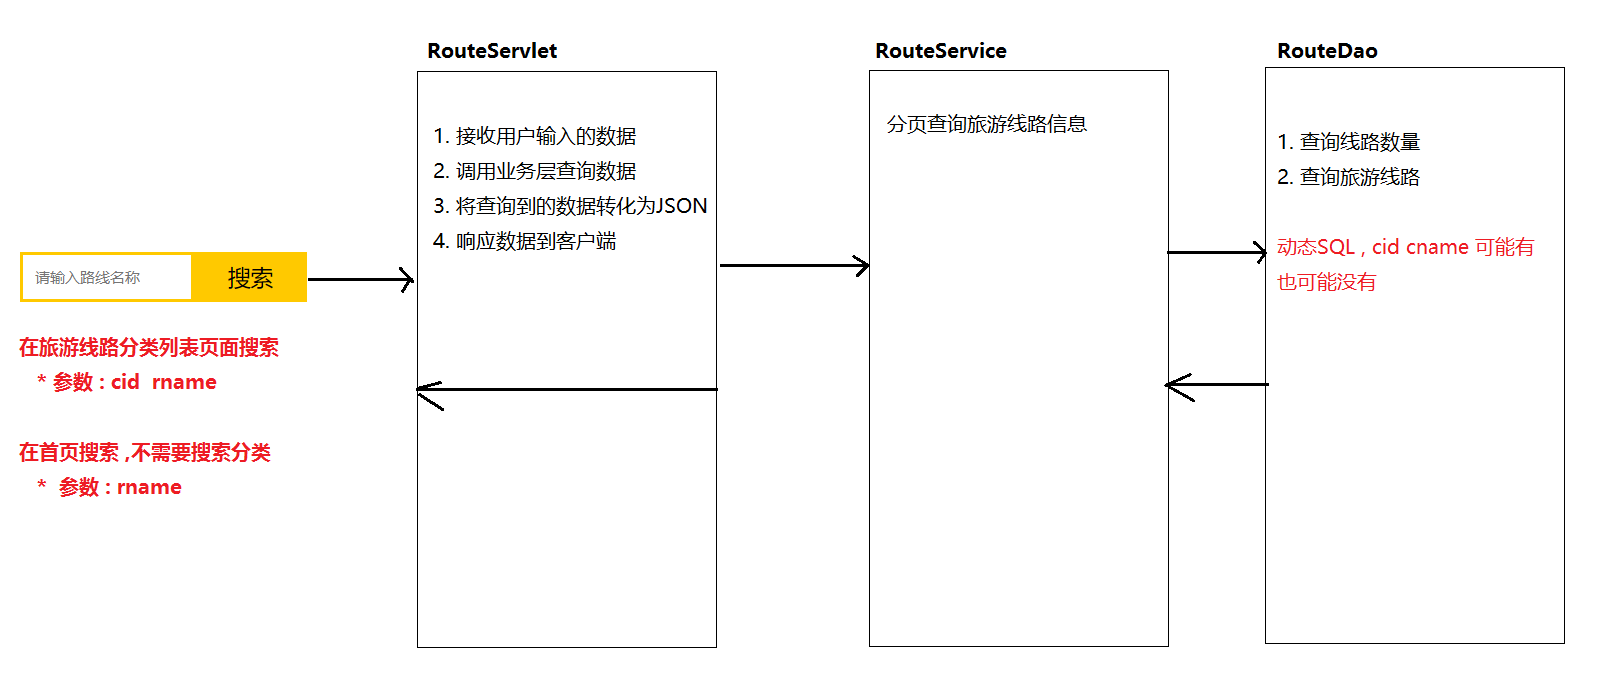 请输入路线名称 搜索
在旅游线路分类列表页面搜索
* 参数 : cid rname
在首页搜索 ,不需要搜索分类
* 参数 : rname
RouteServlet
1. 接收用户输入的数据
2. 调用业务层查询数据
3. 将查询到的数据转化为JSON
4. 响应数据到客户端
RouteService
分页查询旅游线路信息
RouteDao
1. 查询线路数量
2. 查询旅游线路
动态SQL , cid cname 可能有
也可能没有